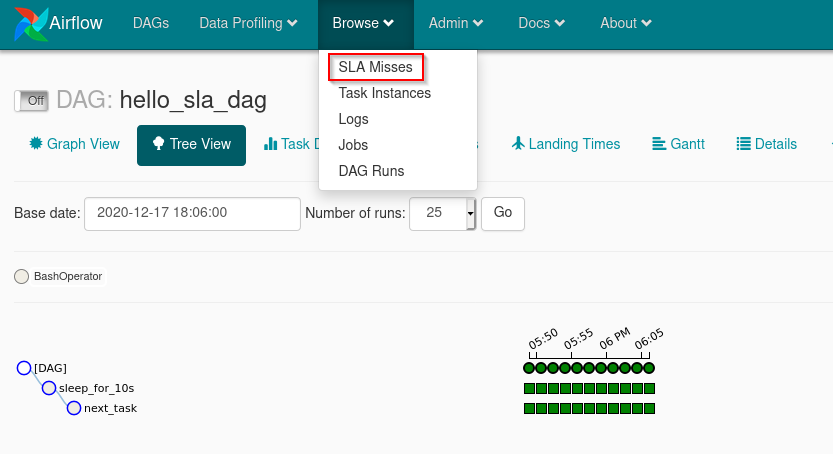 Airflow DAGs Data Profiling Browse Admin Docs About
SLA Misses
Task Instances
Logs
Jobs
DAG Runs
Off DAG: hello_sla_dag
Graph View Tree View Task D s Landing Times Gantt Details
Base date: 2020-12-17 18:06:00 Number of runs: 25 Go
BashOperator
05:50 05:55 06 PM 06:05
[DAG]
sleep_for_10s
next_task